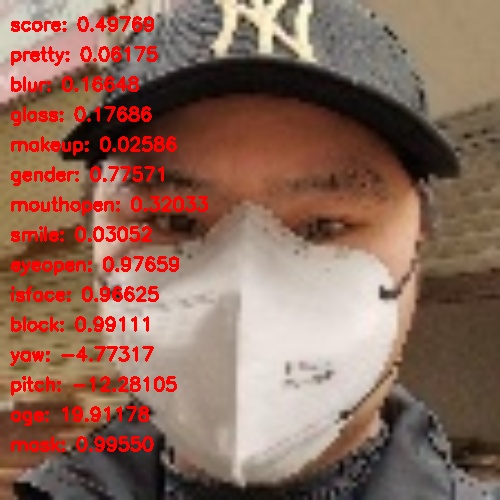 NY
score: 0.49769
pretty: 0.06175
blur: 0.16648
glass: 0.17686
makeup: 0.02586
gender: 0.77571
mouthopen: 0.32033
smile: 0.03052
eyeopen: 0.97659
isface: 0.96625
block: 0.99111
yaw: -4.77317
pitch: -12.28105
age: 19.91178
mask: 0.99550